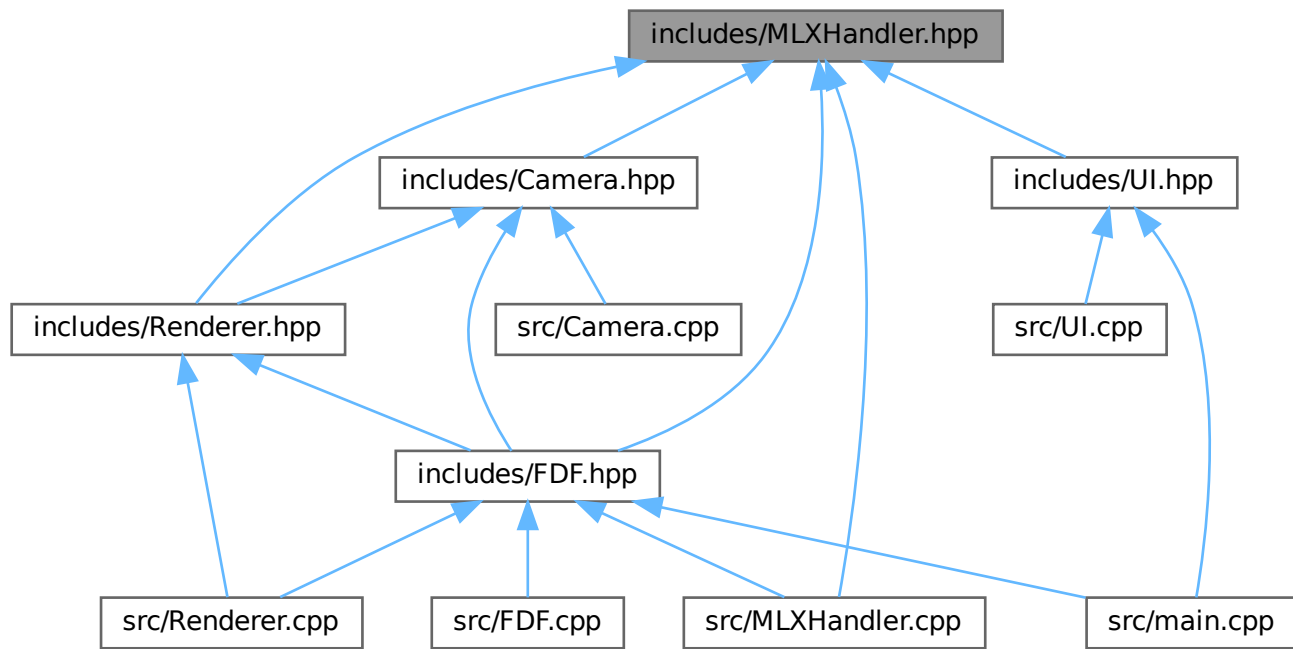 includes/MLXHandler.hpp
includes/Camera.hpp
includes/UI.hpp
includes/Renderer.hpp
src/Camera.cpp
src/UI.cpp
includes/FDF.hpp
src/Renderer.cpp
src/FDF.cpp
src/MLXHandler.cpp
src/main.cpp